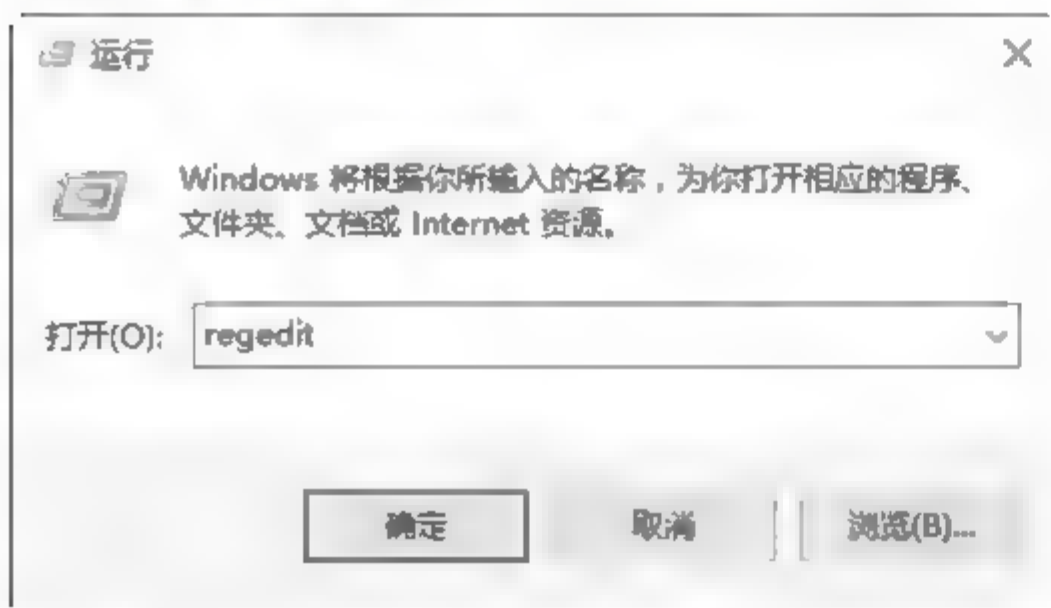 运行
Windows 将根据你所输入的名称，为你打开相应的程序、
文件夹、文档或 Internet 资源。
打开(O): regedit
确定 取消 浏览(B)...